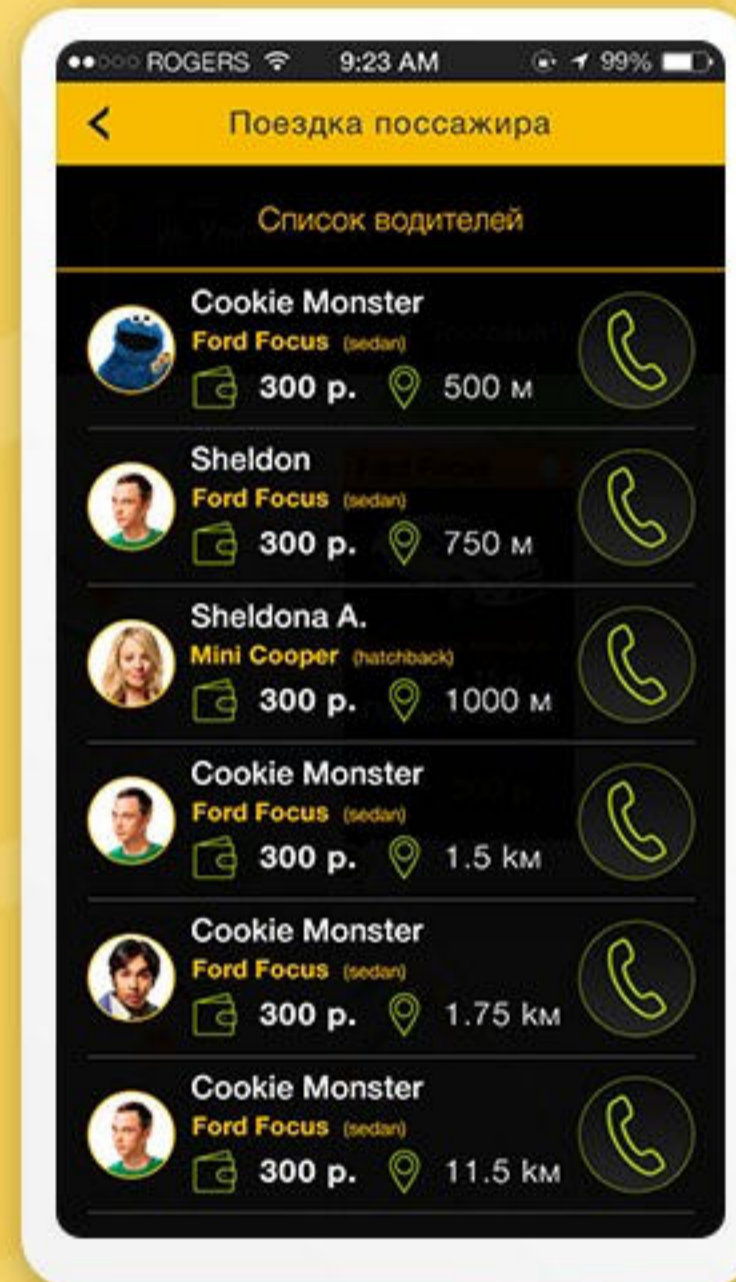 ROGERS 9:23 AM 99%
Поездка поссажира
Список водителей
Cookie Monster
Ford Focus (sedan)
300 р. 500 м
Sheldon
Ford Focus (sedan)
300 р. 750 м
Sheldona A.
Mini Cooper (hatchback)
300 р. 1000 м
Cookie Monster
Ford Focus (sedan)
300 р. 1.5 км
Cookie Monster
Ford Focus (sedan)
300 р. 1.75 км
Cookie Monster
Ford Focus (sedan)
300 р. 11.5 км